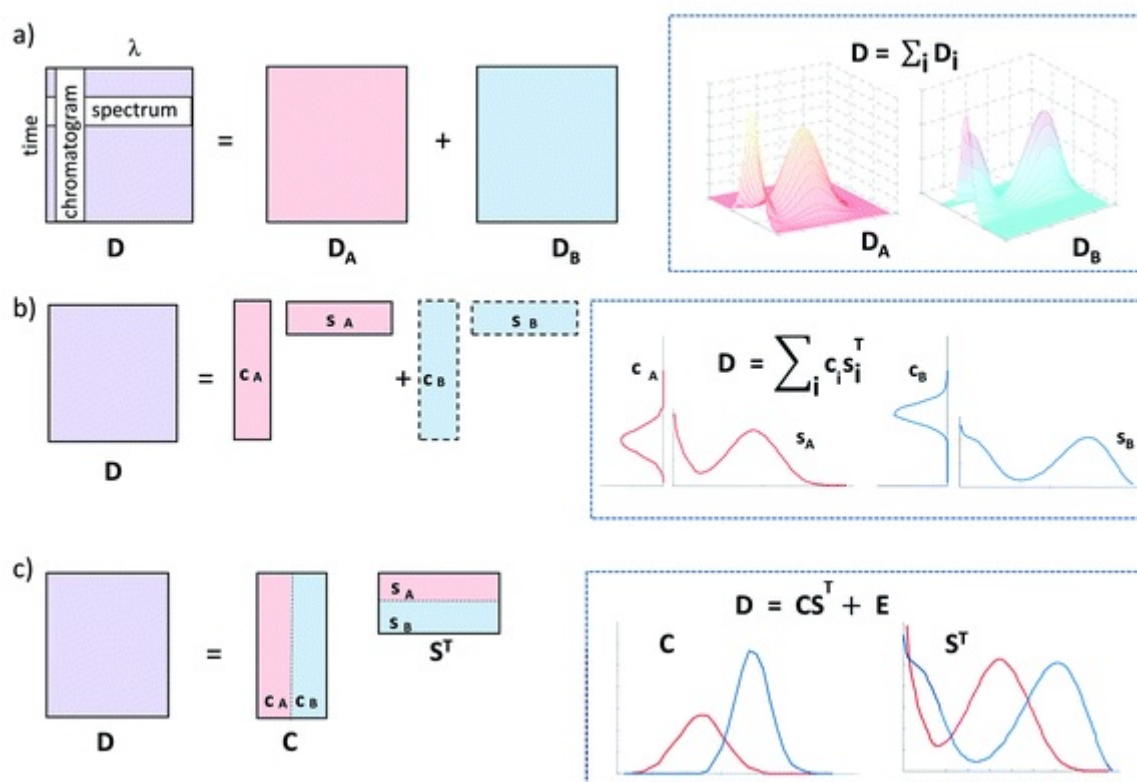 a)
λ
time
chromatogram
spectrum
=
+
D
D_A
D_B
D = ∑_i D_i
D_A
D_B
b)
=
c_A
s_A
+
c_B
s_B
D
D = ∑_i c_i s_i^T
c_A
s_A
c_B
s_B
c)
=
c_A c_B
s_A
s_B
S^T
D
C
D = CS^T + E
C
S^T